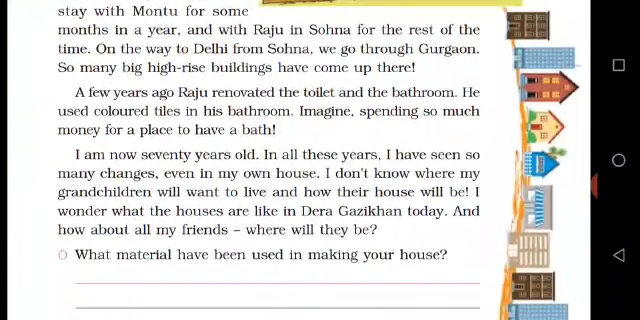 stay with Montu for some
months in a year, and with Raju in Sohna for the rest of the
time. On the way to Delhi from Sohna, we go through Gurgaon.
So many big high-rise buildings have come up there!
A few years ago Raju renovated the toilet and the bathroom. He
used coloured tiles in his bathroom. Imagine, spending so much
money for a place to have a bath!
I am now seventy years old. In all these years, I have seen so
many changes, even in my own house. I don't know where my
grandchildren will want to live and how their house will be! I
wonder what the houses are like in Dera Gazikhan today. And
how about all my friends – where will they be?
What material have been used in making your house?